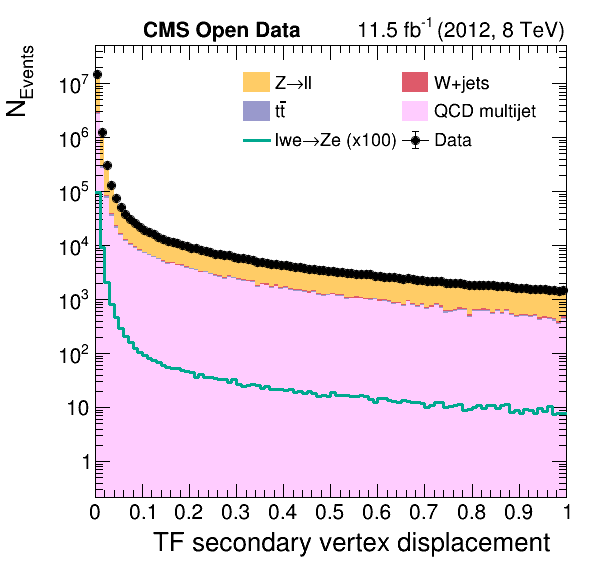 CMS Open Data 11.5 fb⁻¹ (2012, 8 TeV)
N_Events
Z→ll W+jets
tt̄ QCD multijet
lwe→Ze (x100) Data
10⁷
10⁶
10⁵
10⁴
10³
10²
10
1
0 0.1 0.2 0.3 0.4 0.5 0.6 0.7 0.8 0.9 1
TF secondary vertex displacement